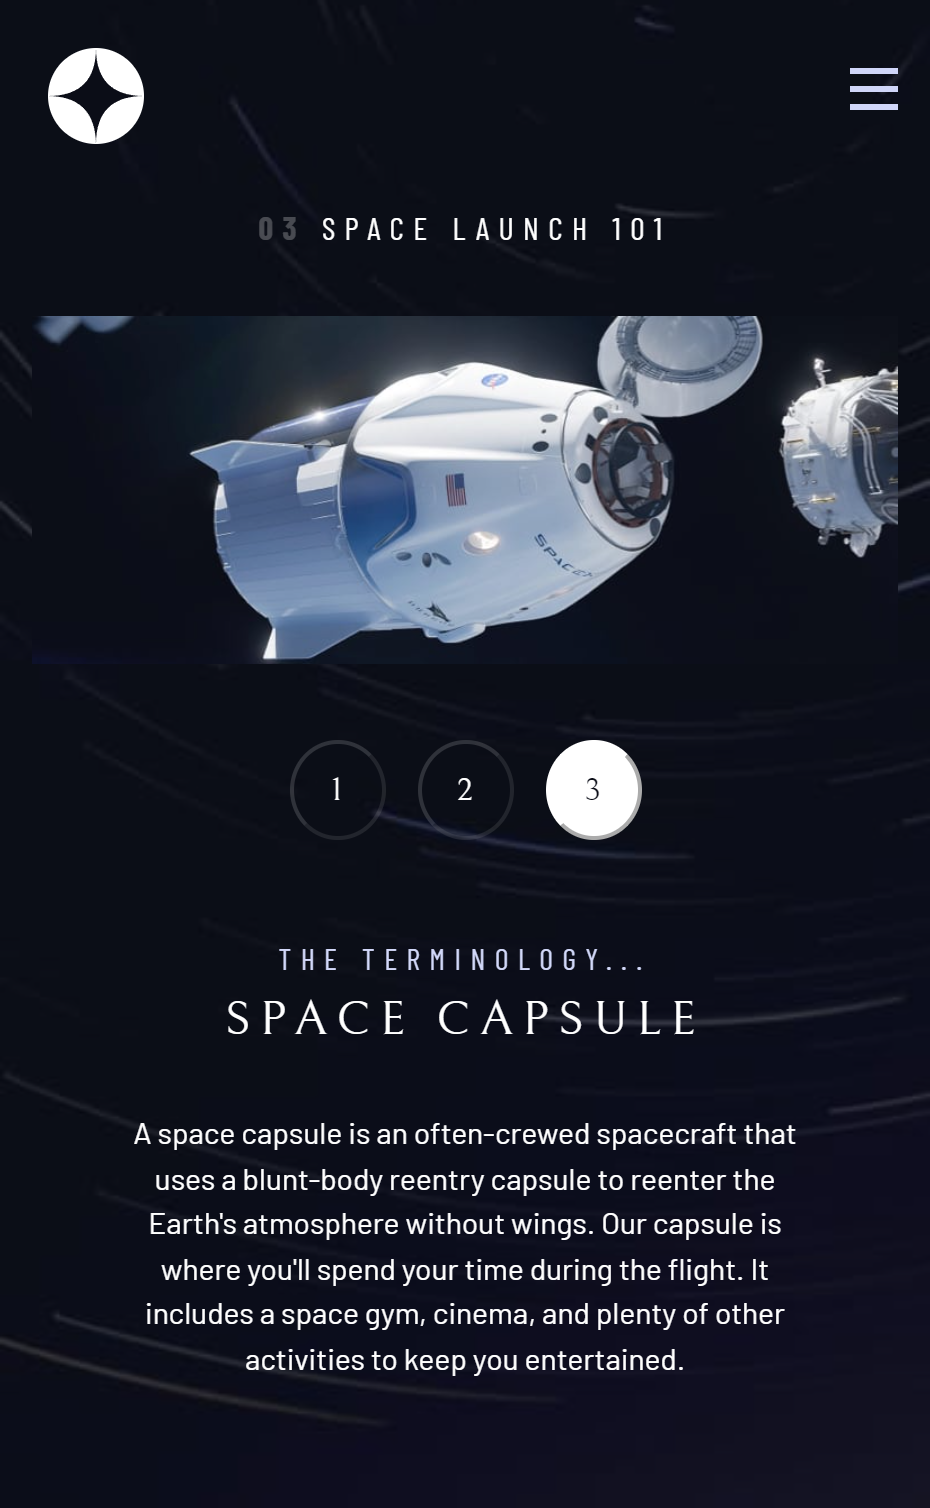 03 SPACE LAUNCH 101
SPACEX
1
2
3
THE TERMINOLOGY...
SPACE CAPSULE
A space capsule is an often-crewed spacecraft that
uses a blunt-body reentry capsule to reenter the
Earth's atmosphere without wings. Our capsule is
where you'll spend your time during the flight. It
includes a space gym, cinema, and plenty of other
activities to keep you entertained.